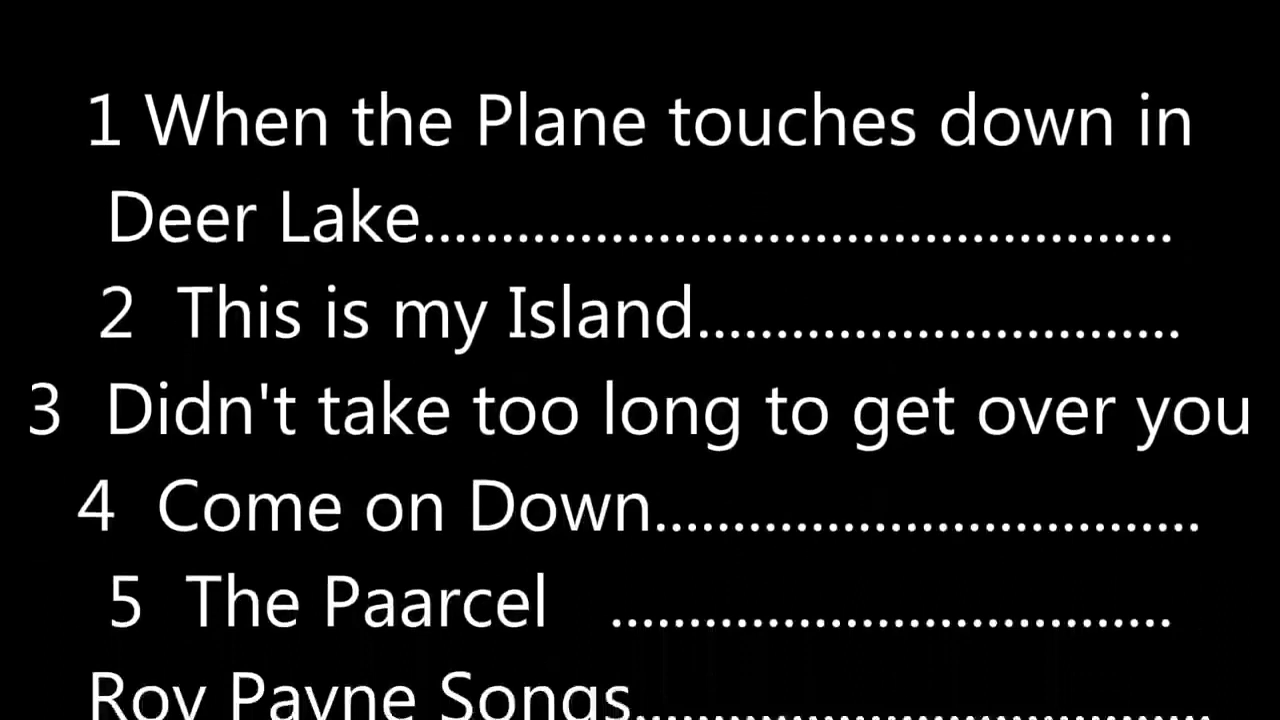 1 When the Plane touches down in
Deer Lake................................................
2  This is my Island...............................
3  Didn't take too long to get over you
4  Come on Down...................................
5  The Paarcel   ....................................
Roy Payne Songs.....................................